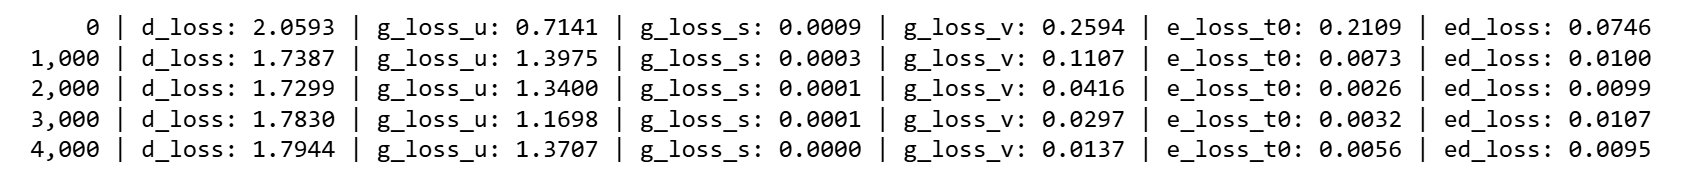 0 | d_loss: 2.0593 | g_loss_u: 0.7141 | g_loss_s: 0.0009 | g_loss_v: 0.2594 | e_loss_t0: 0.2109 | ed_loss: 0.0746
1,000 | d_loss: 1.7387 | g_loss_u: 1.3975 | g_loss_s: 0.0003 | g_loss_v: 0.1107 | e_loss_t0: 0.0073 | ed_loss: 0.0100
2,000 | d_loss: 1.7299 | g_loss_u: 1.3400 | g_loss_s: 0.0001 | g_loss_v: 0.0416 | e_loss_t0: 0.0026 | ed_loss: 0.0099
3,000 | d_loss: 1.7830 | g_loss_u: 1.1698 | g_loss_s: 0.0001 | g_loss_v: 0.0297 | e_loss_t0: 0.0032 | ed_loss: 0.0107
4,000 | d_loss: 1.7944 | g_loss_u: 1.3707 | g_loss_s: 0.0000 | g_loss_v: 0.0137 | e_loss_t0: 0.0056 | ed_loss: 0.0095